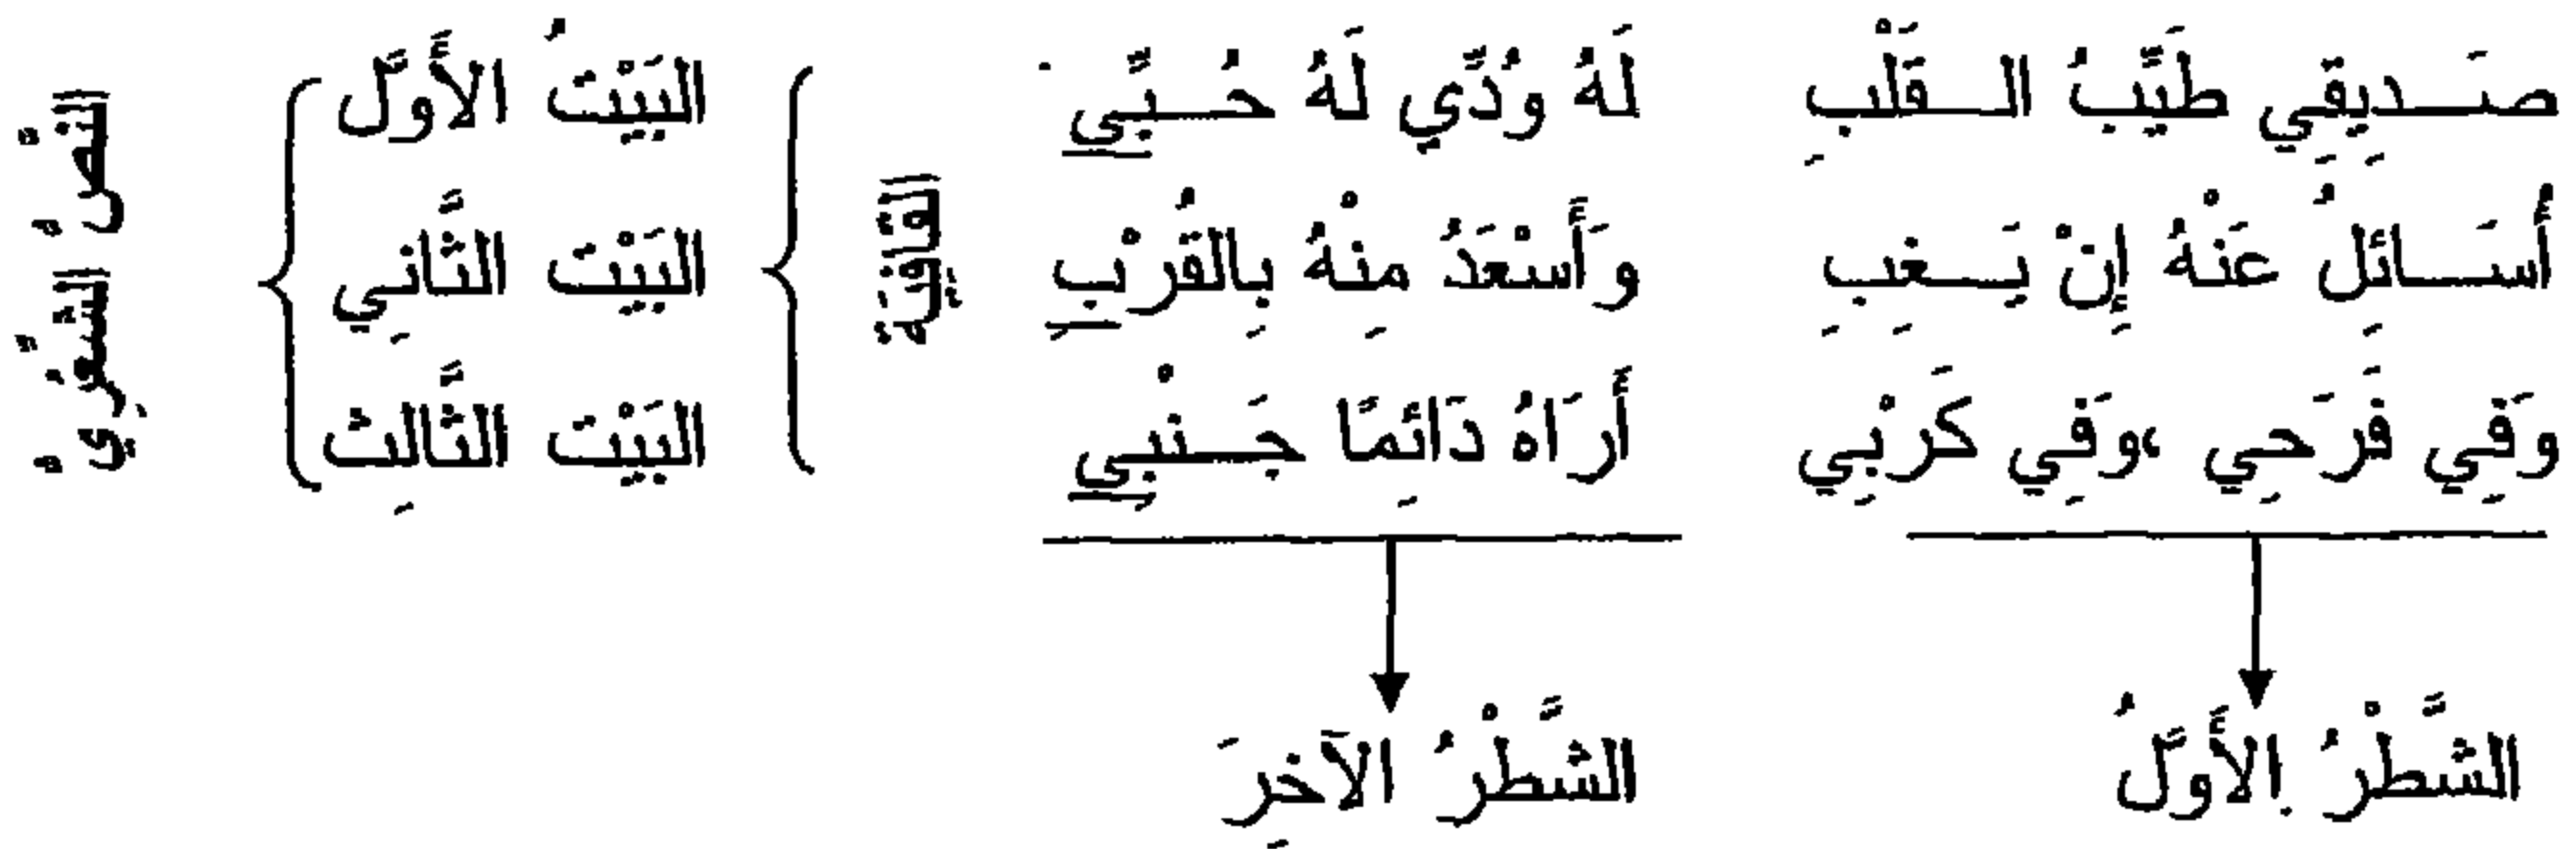 صَدِيقِي طَيِّبُ القَلْبِ لَهُ وُدِّي لَهُ حُبِّي البَيْتُ الأَوَّل
أُسَائِلُ عَنْهُ إِنْ يَغِبِ وَأَسْعَدُ مِنْهُ بِالقُرْبِ البَيْت الثَّانِي
وَفِي فَرَحِي ،وَفِي كَرْبِي أَرَاهُ دَائِمًا جَنْبِي البَيْت الثَّالِث
القَافِيَة
النَّصُّ الشِّعْرِيُّ
الشَّطْرُ الأَوَّلُ الشَّطْرُ الآخِرَ